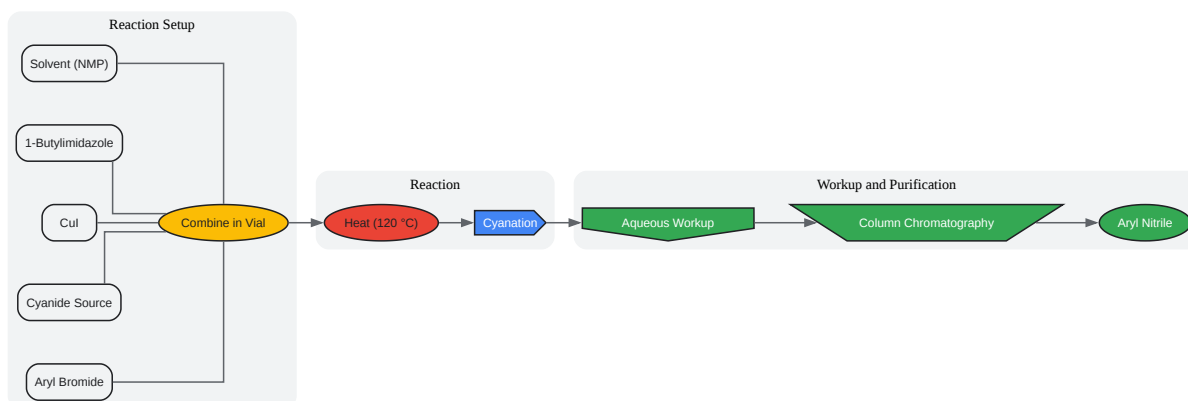 Reaction Setup
Solvent (NMP)
1-Butylimidazole
CuI
Cyanide Source
Aryl Bromide
Combine in Vial
Reaction
Heat (120 °C)
Cyanation
Workup and Purification
Aqueous Workup
Column Chromatography
Aryl Nitrile